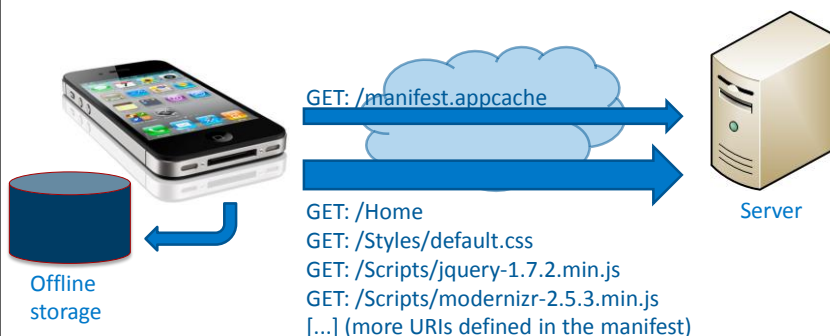 GET: /manifest.appcache
GET: /Home
GET: /Styles/default.css
GET: /Scripts/jquery-1.7.2.min.js
GET: /Scripts/modernizr-2.5.3.min.js
[...] (more URIs defined in the manifest)
Server
Offline
storage